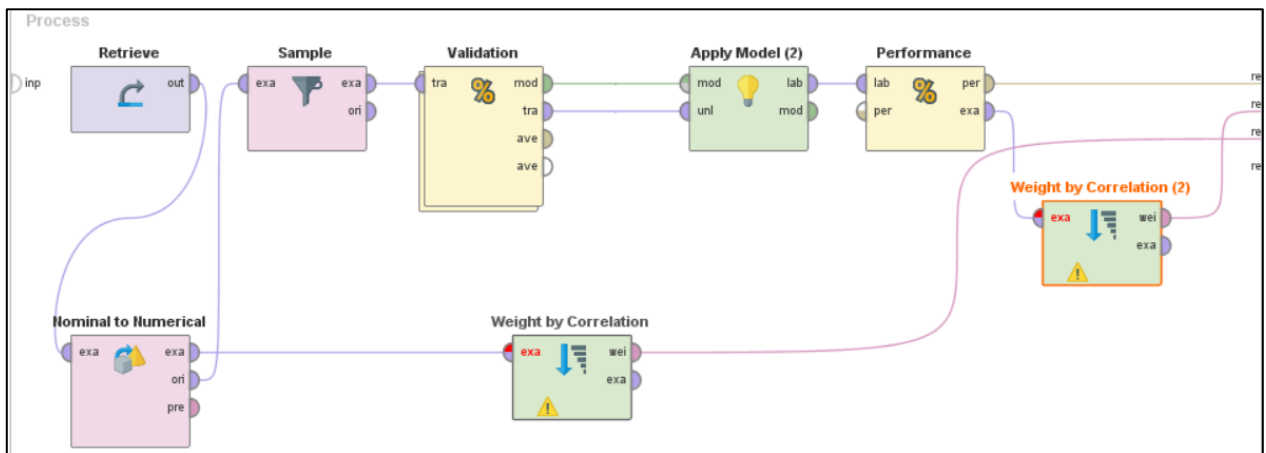 Process
Retrieve
Sample
Validation
Apply Model (2)
Performance
inp
out
exa
exa
ori
tra
mod
tra
ave
ave
mod
unl
lab
mod
lab
per
per
exa
re
re
re
re
Weight by Correlation (2)
exa
wei
exa
Nominal to Numerical
exa
exa
ori
pre
Weight by Correlation
exa
wei
exa